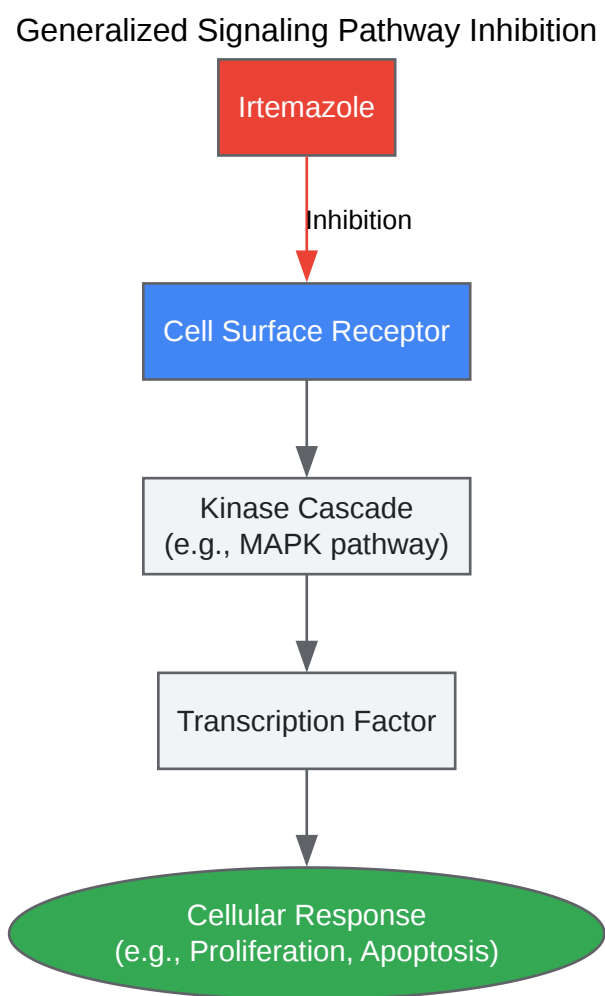 Generalized Signaling Pathway Inhibition
Irtemazole
Inhibition
Cell Surface Receptor
Kinase Cascade
(e.g., MAPK pathway)
Transcription Factor
Cellular Response
(e.g., Proliferation, Apoptosis)